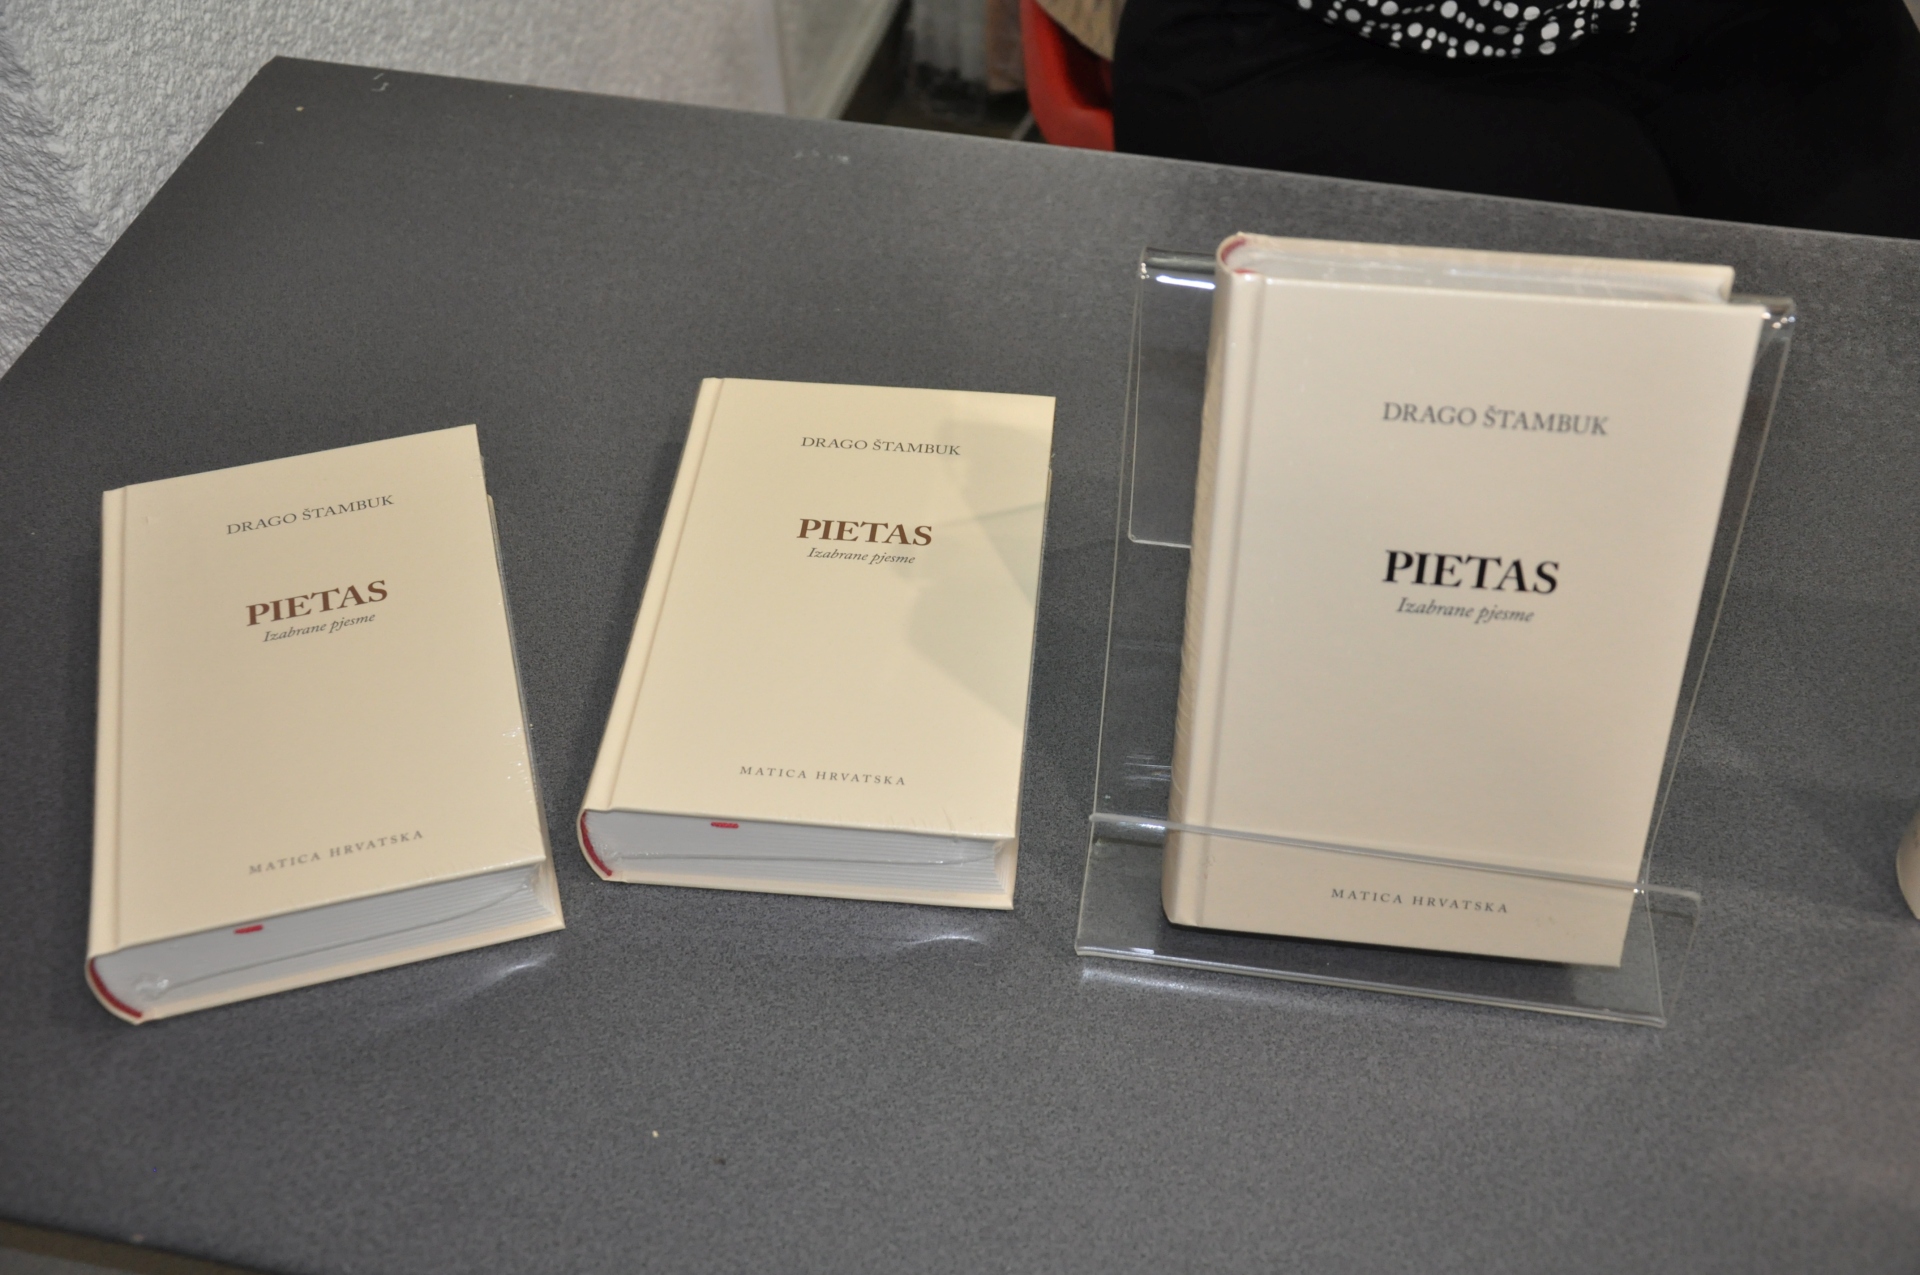 DRAGO ŠTAMBUK
PIETAS
Izabrane pjesme
MATICA HRVATSKA
DRAGO ŠTAMBUK
PIETAS
Izabrane pjesme
MATICA HRVATSKA
DRAGO ŠTAMBUK
PIETAS
Izabrane pjesme
MATICA HRVATSKA